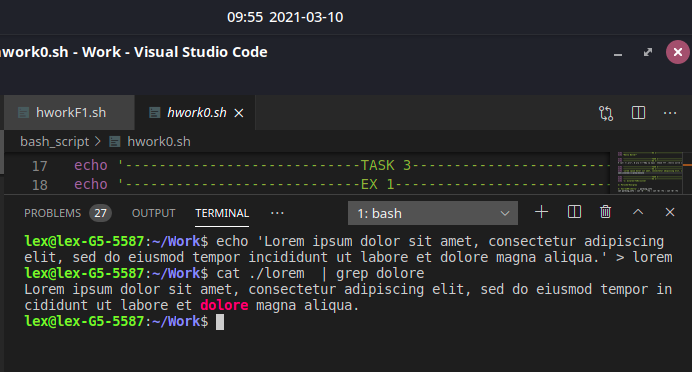 09:55 2021-03-10
hwork0.sh - Work - Visual Studio Code
hworkF1.sh hwork0.sh
bash_script > hwork0.sh
17 echo '----------------------------TASK 3------------------------
18 echo '----------------------------EX 1--------------------------
PROBLEMS 27 OUTPUT TERMINAL ··· 1: bash
lex@lex-G5-5587:~/Work$ echo 'Lorem ipsum dolor sit amet, consectetur adipiscing
elit, sed do eiusmod tempor incididunt ut labore et dolore magna aliqua.' > lorem
lex@lex-G5-5587:~/Work$ cat ./lorem  | grep dolore
Lorem ipsum dolor sit amet, consectetur adipiscing elit, sed do eiusmod tempor in
cididunt ut labore et dolore magna aliqua.
lex@lex-G5-5587:~/Work$